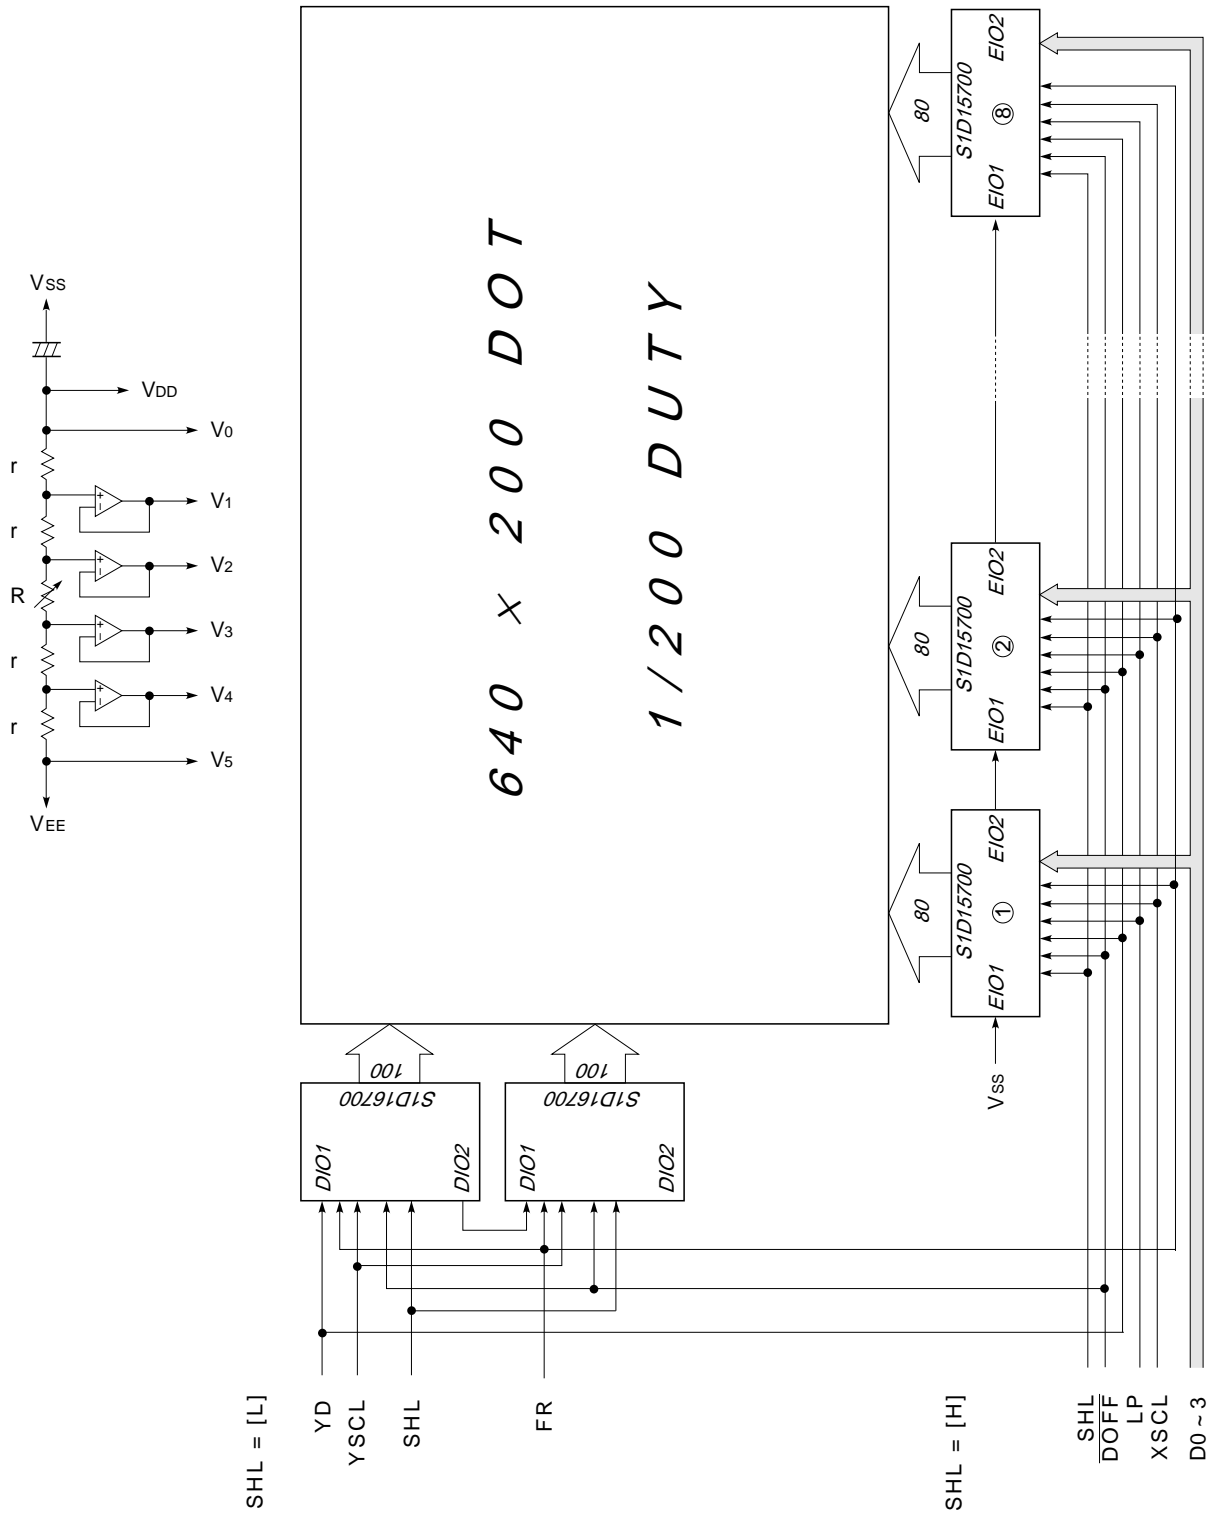 VSS
VDD
V0
r
V1
r
V2
R
V3
r
V4
r
V5
VEE
640 × 200 DOT
1/200 DUTY
80
S1D15700
EIO1
⑧
EIO2
80
S1D15700
EIO1
②
EIO2
80
S1D15700
EIO1
①
EIO2
VSS
100
S1D16700
DIO1
DIO2
100
S1D16700
DIO1
DIO2
SHL = [L]
YD
YSCL
SHL
FR
SHL = [H]
SHL
DOFF
LP
XSCL
D0 ~ 3